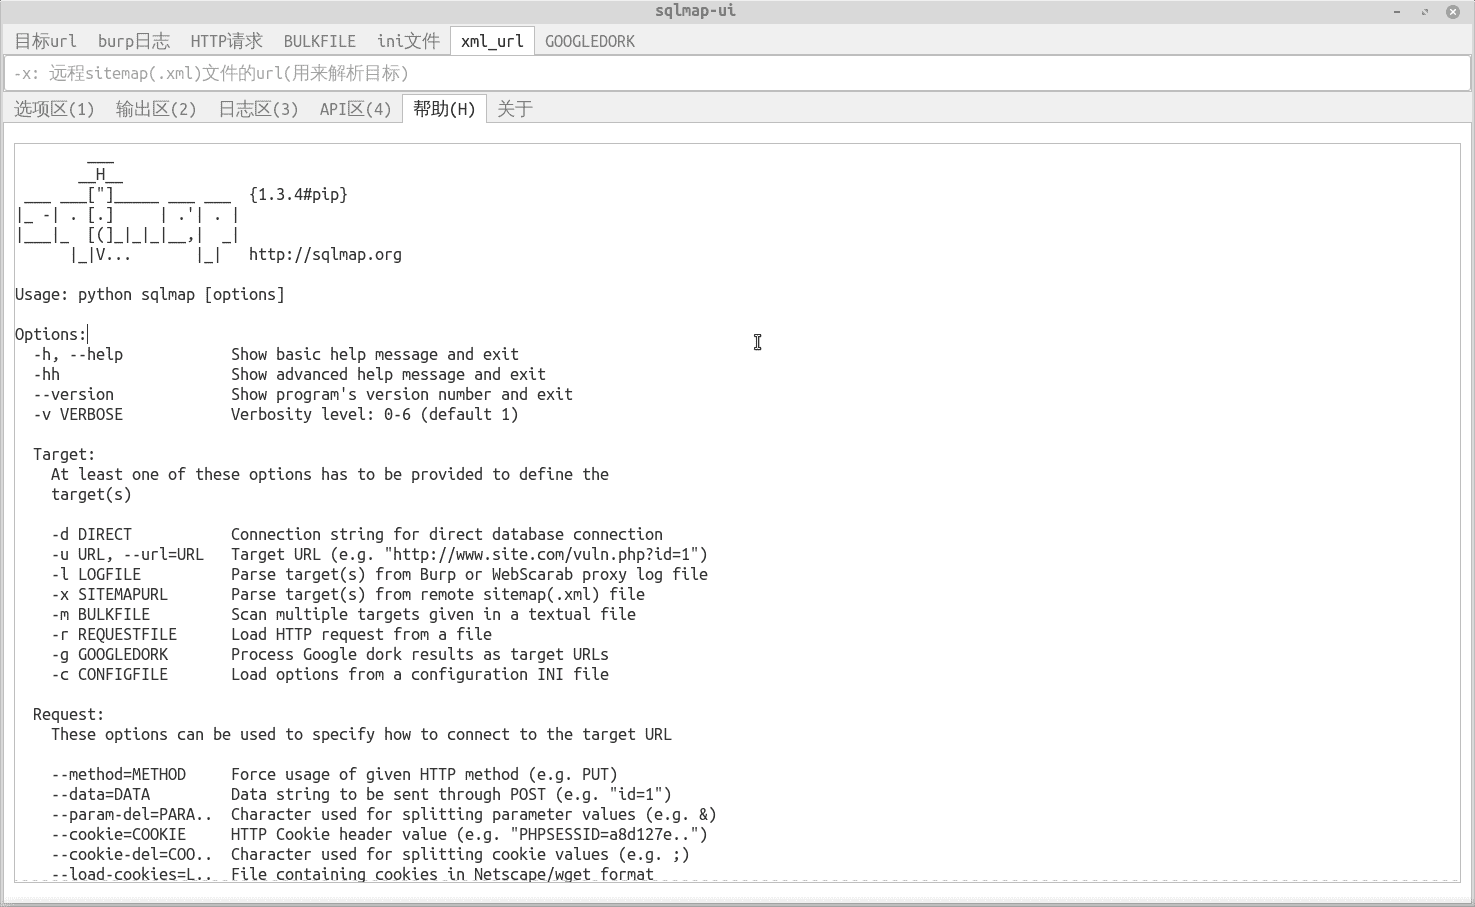 sqlmap-ui
目标url burp日志 HTTP请求 BULKFILE ini文件 xml_url GOOGLEDORK
-x: 远程sitemap(.xml)文件的url(用来解析目标)
选项区(1) 输出区(2) 日志区(3) API区(4) 帮助(H) 关于
        ___
       __H__
 ___ ___["]_____ ___ ___  {1.3.4#pip}
|_ -| . [.]     | .'| . |
|___|_  [(]_|_|_|__,|  _|
      |_|V...       |_|   http://sqlmap.org
Usage: python sqlmap [options]
Options:
  -h, --help            Show basic help message and exit
  -hh                   Show advanced help message and exit
  --version             Show program's version number and exit
  -v VERBOSE            Verbosity level: 0-6 (default 1)
  Target:
    At least one of these options has to be provided to define the
    target(s)
    -d DIRECT           Connection string for direct database connection
    -u URL, --url=URL   Target URL (e.g. "http://www.site.com/vuln.php?id=1")
    -l LOGFILE          Parse target(s) from Burp or WebScarab proxy log file
    -x SITEMAPURL       Parse target(s) from remote sitemap(.xml) file
    -m BULKFILE         Scan multiple targets given in a textual file
    -r REQUESTFILE      Load HTTP request from a file
    -g GOOGLEDORK       Process Google dork results as target URLs
    -c CONFIGFILE       Load options from a configuration INI file
  Request:
    These options can be used to specify how to connect to the target URL
    --method=METHOD     Force usage of given HTTP method (e.g. PUT)
    --data=DATA         Data string to be sent through POST (e.g. "id=1")
    --param-del=PARA..  Character used for splitting parameter values (e.g. &)
    --cookie=COOKIE     HTTP Cookie header value (e.g. "PHPSESSID=a8d127e..")
    --cookie-del=COO..  Character used for splitting cookie values (e.g. ;)
    --load-cookies=L..  File containing cookies in Netscape/wget format